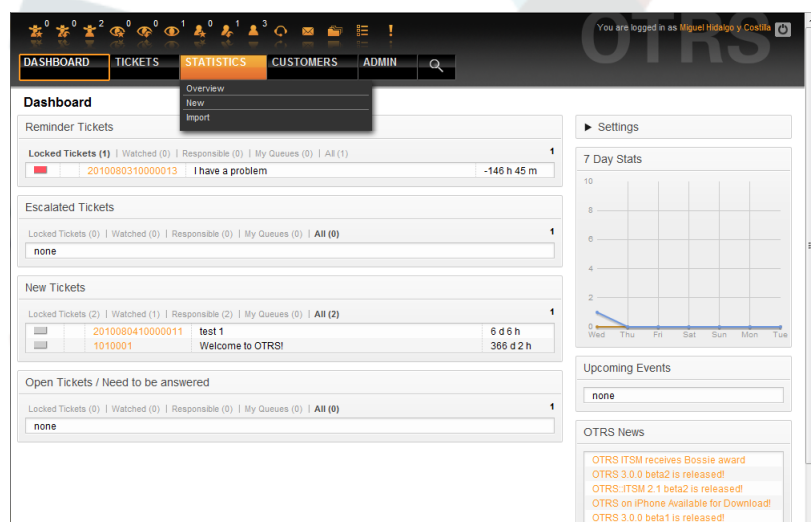 0 0 2 0 0 1 0 1 3
You are logged in as Miguel Hidalgo y Costilla
OTRS
DASHBOARD TICKETS STATISTICS CUSTOMERS ADMIN
Overview
New
Import
Dashboard
Reminder Tickets
Locked Tickets (1) | Watched (0) | Responsible (0) | My Queues (0) | All (1) 1
2010080310000013 I have a problem -146 h 45 m
Escalated Tickets
Locked Tickets (0) | Watched (0) | Responsible (0) | My Queues (0) | All (0) 1
none
New Tickets
Locked Tickets (2) | Watched (1) | Responsible (2) | My Queues (0) | All (2) 1
2010080410000011 test 1 6 d 6 h
1010001 Welcome to OTRS! 366 d 2 h
Open Tickets / Need to be answered
Locked Tickets (0) | Watched (0) | Responsible (0) | My Queues (0) | All (0) 1
none
Settings
7 Day Stats
10
8
6
4
2
0
Wed Thu Fri Sat Sun Mon Tue
Upcoming Events
none
OTRS News
OTRS ITSM receives Bossie award
OTRS 3.0.0 beta2 is released!
OTRS::ITSM 2.1 beta2 is released!
OTRS on iPhone Available for Download!
OTRS 3.0.0 beta1 is released!